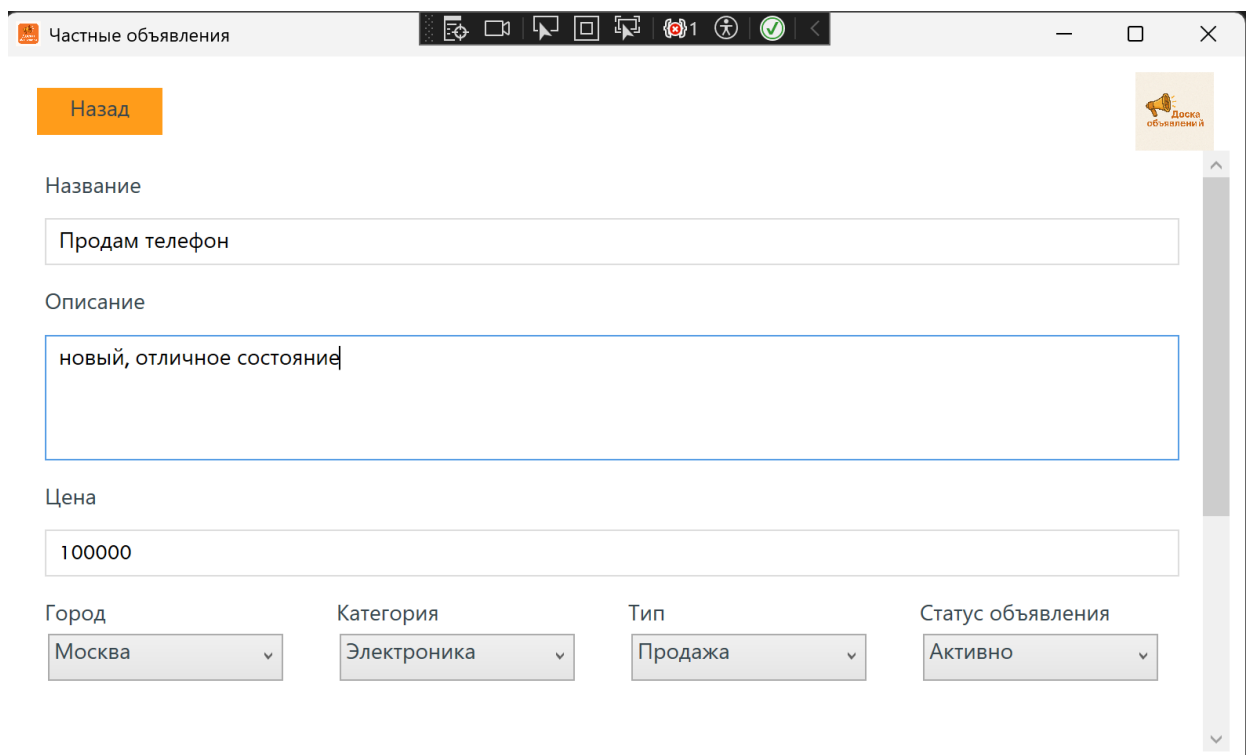 Частные объявления
1
Назад
Доска
объявлений
Название
Продам телефон
Описание
новый, отличное состояние
Цена
100000
Город Категория Тип Статус объявления
Москва Электроника Продажа Активно